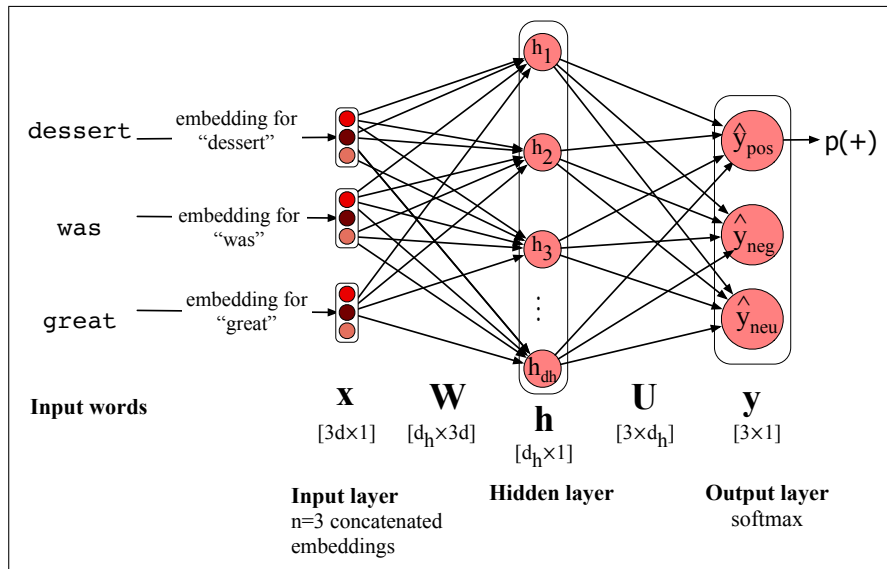 dessert
embedding for
"dessert"
was
embedding for
"was"
great
embedding for
"great"
h1
h2
h3
⋮
hdh
ŷpos
ŷneg
ŷneu
p(+)
Input words
x
[3d×1]
W
[dh×3d]
h
[dh×1]
U
[3×dh]
y
[3×1]
Input layer
n=3 concatenated
embeddings
Hidden layer
Output layer
softmax